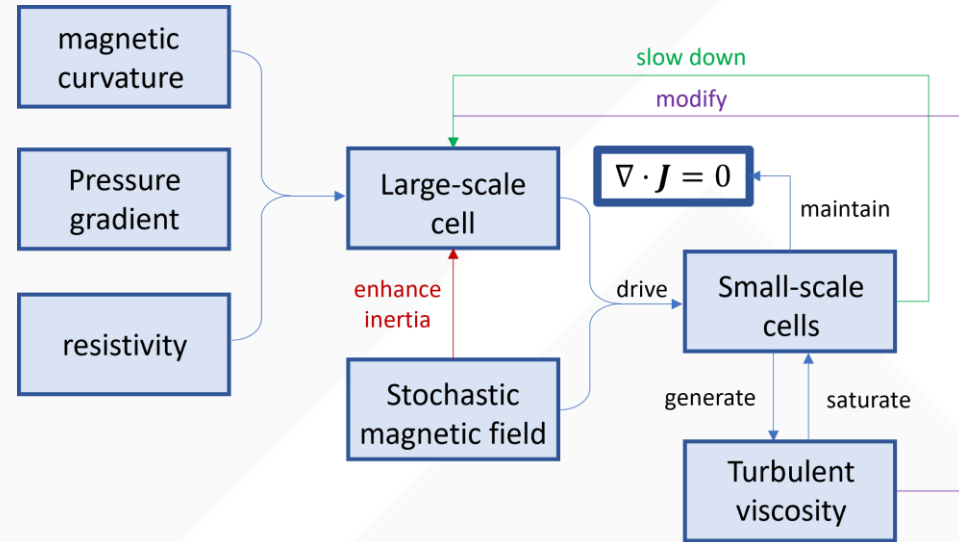 magnetic
curvature
slow down
modify
Pressure
gradient
Large-scale
cell
∇ · J = 0
maintain
enhance
inertia
drive
Small-scale
cells
resistivity
Stochastic
magnetic field
generate
saturate
Turbulent
viscosity